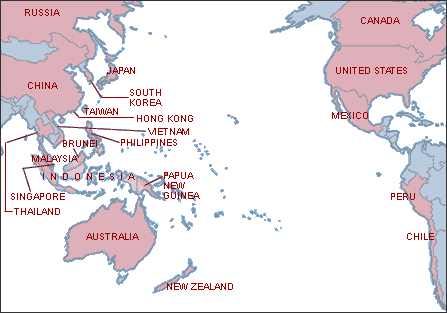 RUSSIA
CANADA
JAPAN
UNITED STATES
CHINA
SOUTH
KOREA
TAIWAN
HONG KONG
MEXICO
VIETNAM
BRUNEI
PHILIPPINES
MALAYSIA
INDONESIA
PAPUA
NEW
GUINEA
SINGAPORE
PERU
THAILAND
AUSTRALIA
CHILE
NEW ZEALAND